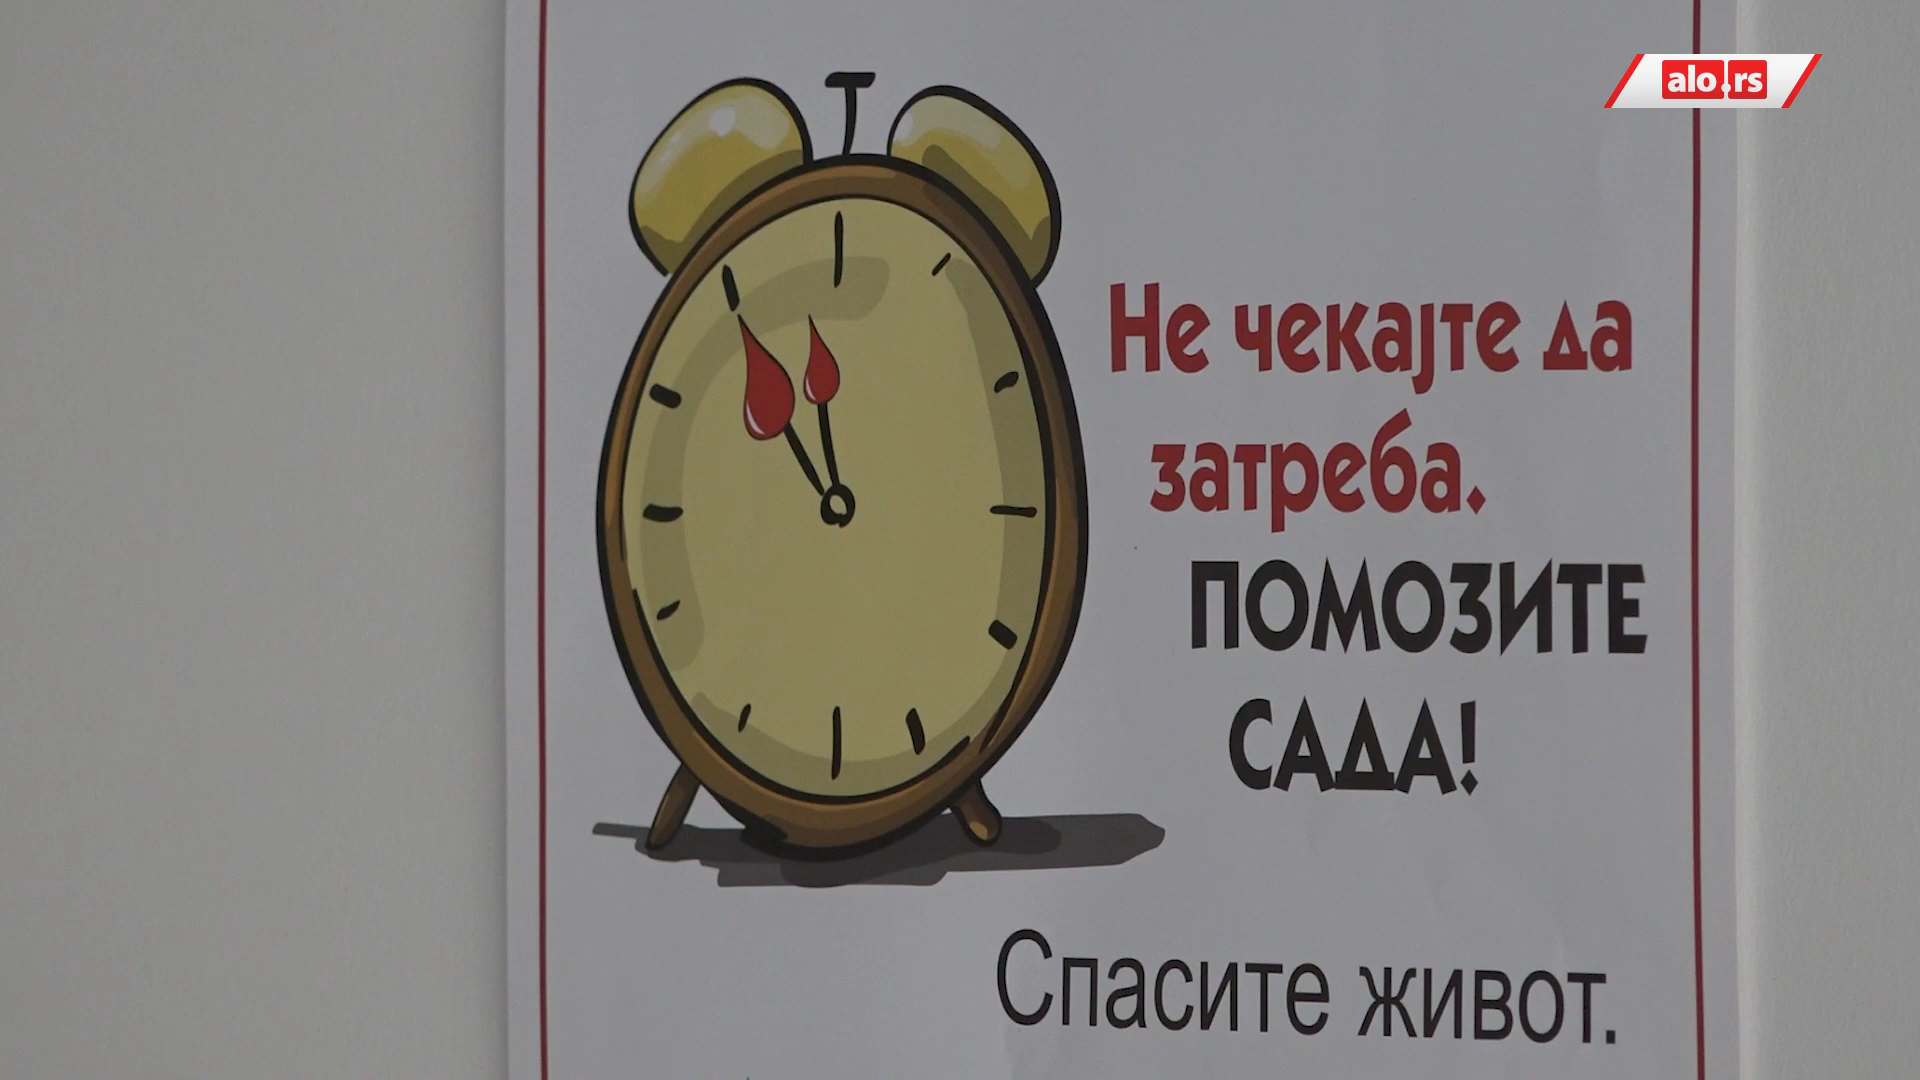 alo.rs
Не чекајте да
затреба.
ПОМОЗИТЕ
САДА!
Спасите живот.